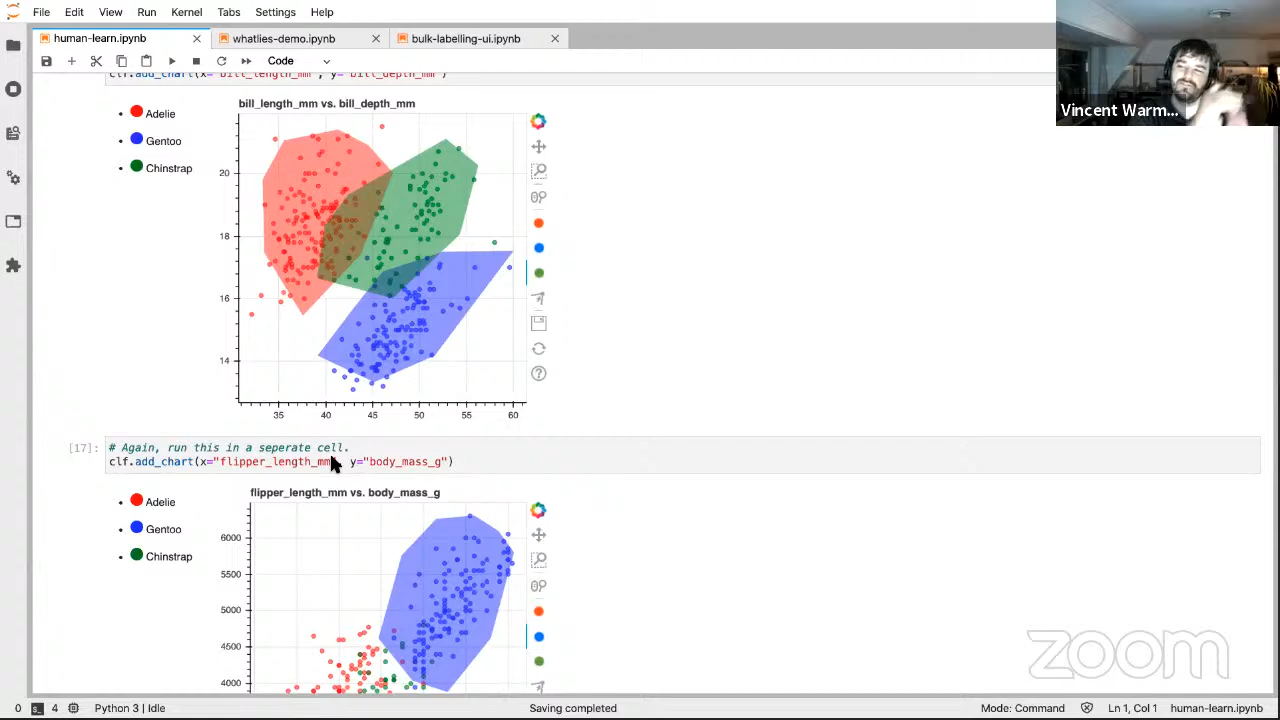 File Edit View Run Kernel Tabs Settings Help
human-learn.ipynb whatlies-demo.ipynb bulk-labelling-ui.ipynb
Code
clf.add_chart(x="bill_length_mm", y="bill_depth_mm")
Vincent Warm...
Adelie
Gentoo
Chinstrap
bill_length_mm vs. bill_depth_mm
20
18
16
14
35 40 45 50 55 60
[17]: # Again, run this in a seperate cell.
clf.add_chart(x="flipper_length_mm y="body_mass_g")
Adelie
Gentoo
Chinstrap
flipper_length_mm vs. body_mass_g
6000
5500
5000
4500
4000
zoom
0 4 Python 3 | Idle Saving completed Mode: Command Ln 1, Col 1 human-learn.ipynb